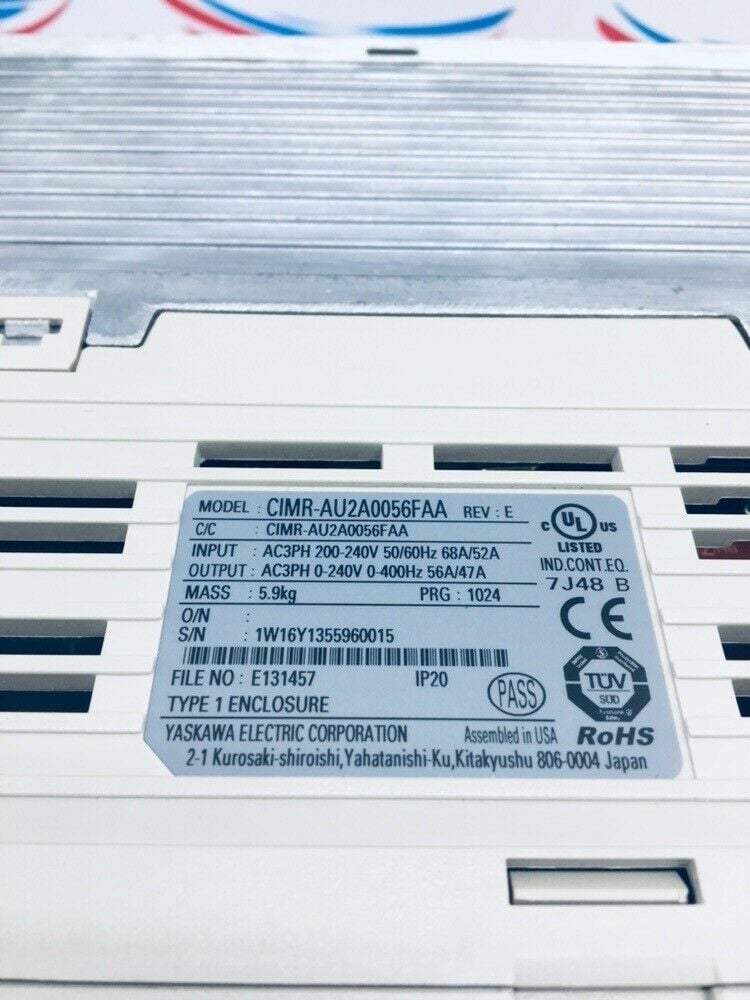 MODEL : CIMR-AU2A0056FAA REV : E
C/C : CIMR-AU2A0056FAA
INPUT : AC3PH 200-240V 50/60Hz 68A/52A
OUTPUT : AC3PH 0-240V 0-400Hz 56A/47A
MASS : 5.9kg PRG : 1024
O/N :
S/N : 1W16Y1355960015
FILE NO : E131457 IP20
TYPE 1 ENCLOSURE
PASS
YASKAWA ELECTRIC CORPORATION Assembled in USA
2-1 Kurosaki-shiroishi,Yahatanishi-Ku,Kitakyushu 806-0004 Japan
C UL US
LISTED
IND.CONT.EQ.
7J48 B
CE
TÜV
SÜD
RoHS